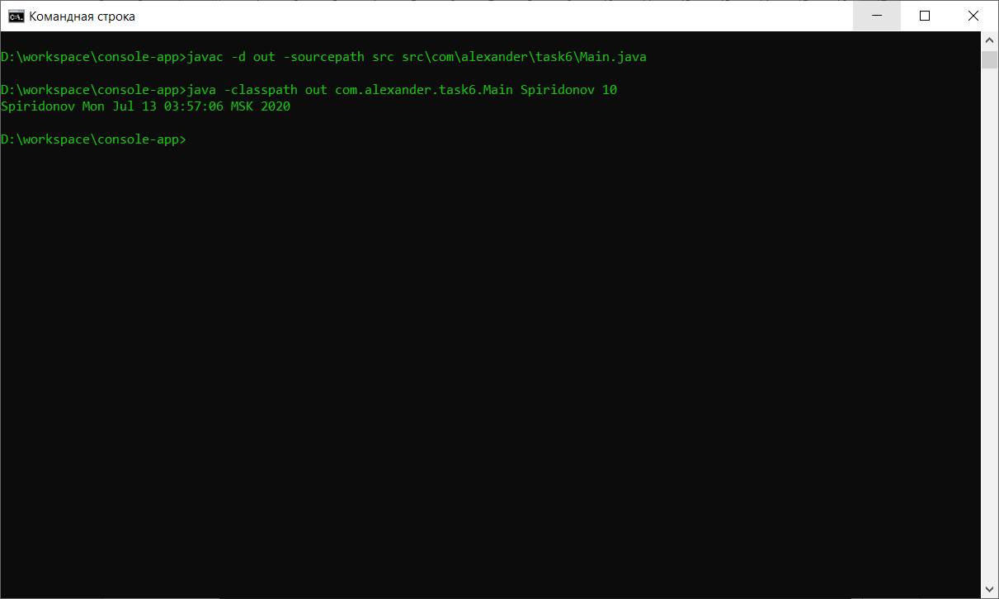 Командная строка
D:\workspace\console-app>javac -d out -sourcepath src src\com\alexander\task6\Main.java
D:\workspace\console-app>java -classpath out com.alexander.task6.Main Spiridonov 10
Spiridonov Mon Jul 13 03:57:06 MSK 2020
D:\workspace\console-app>